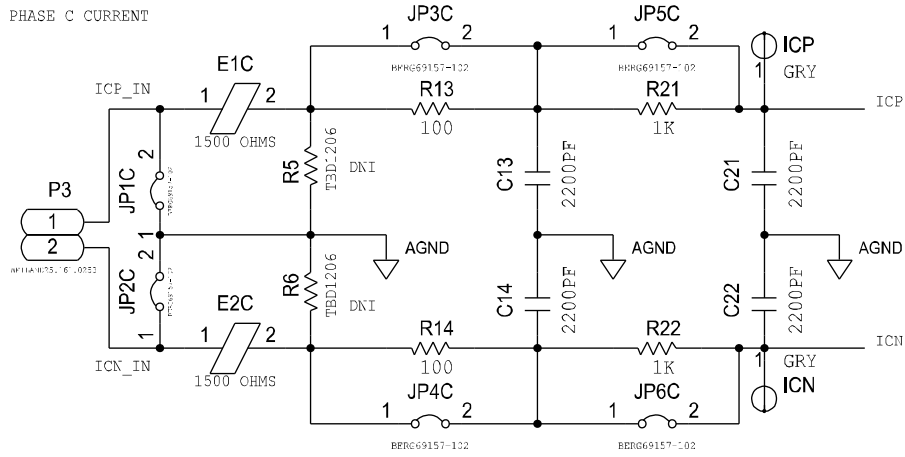 PHASE C CURRENT
JP3C
JP5C
1 2
1 2
ICP
BERG69157-102
BERG69157-102
1
GRY
E1C
ICP_IN
1 2
R13
R21
ICP
1500 OHMS
100
1K
2
JP1C
1
R5
TBD1206
DNI
C13
2200PF
C21
2200PF
P3
1
2
AGND
AGND
AGND
2
JP2C
1
R6
TBD1206
DNI
C14
2200PF
C22
2200PF
E2C
1 2
R14
R22
ICN
ICN_IN
1500 OHMS
100
1K
1
GRY
ICN
JP4C
JP6C
1 2
1 2
BERG69157-102
BERG69157-102